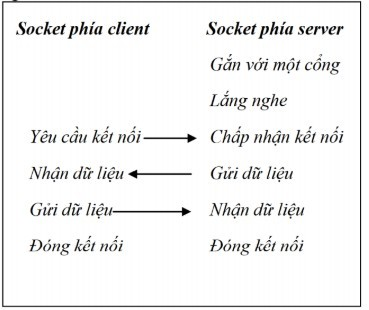 Socket phía client Socket phía server
Gắn với một cổng
Lắng nghe
Yêu cầu kết nối Chấp nhận kết nối
Nhận dữ liệu Gửi dữ liệu
Gửi dữ liệu Nhận dữ liệu
Đóng kết nối Đóng kết nối